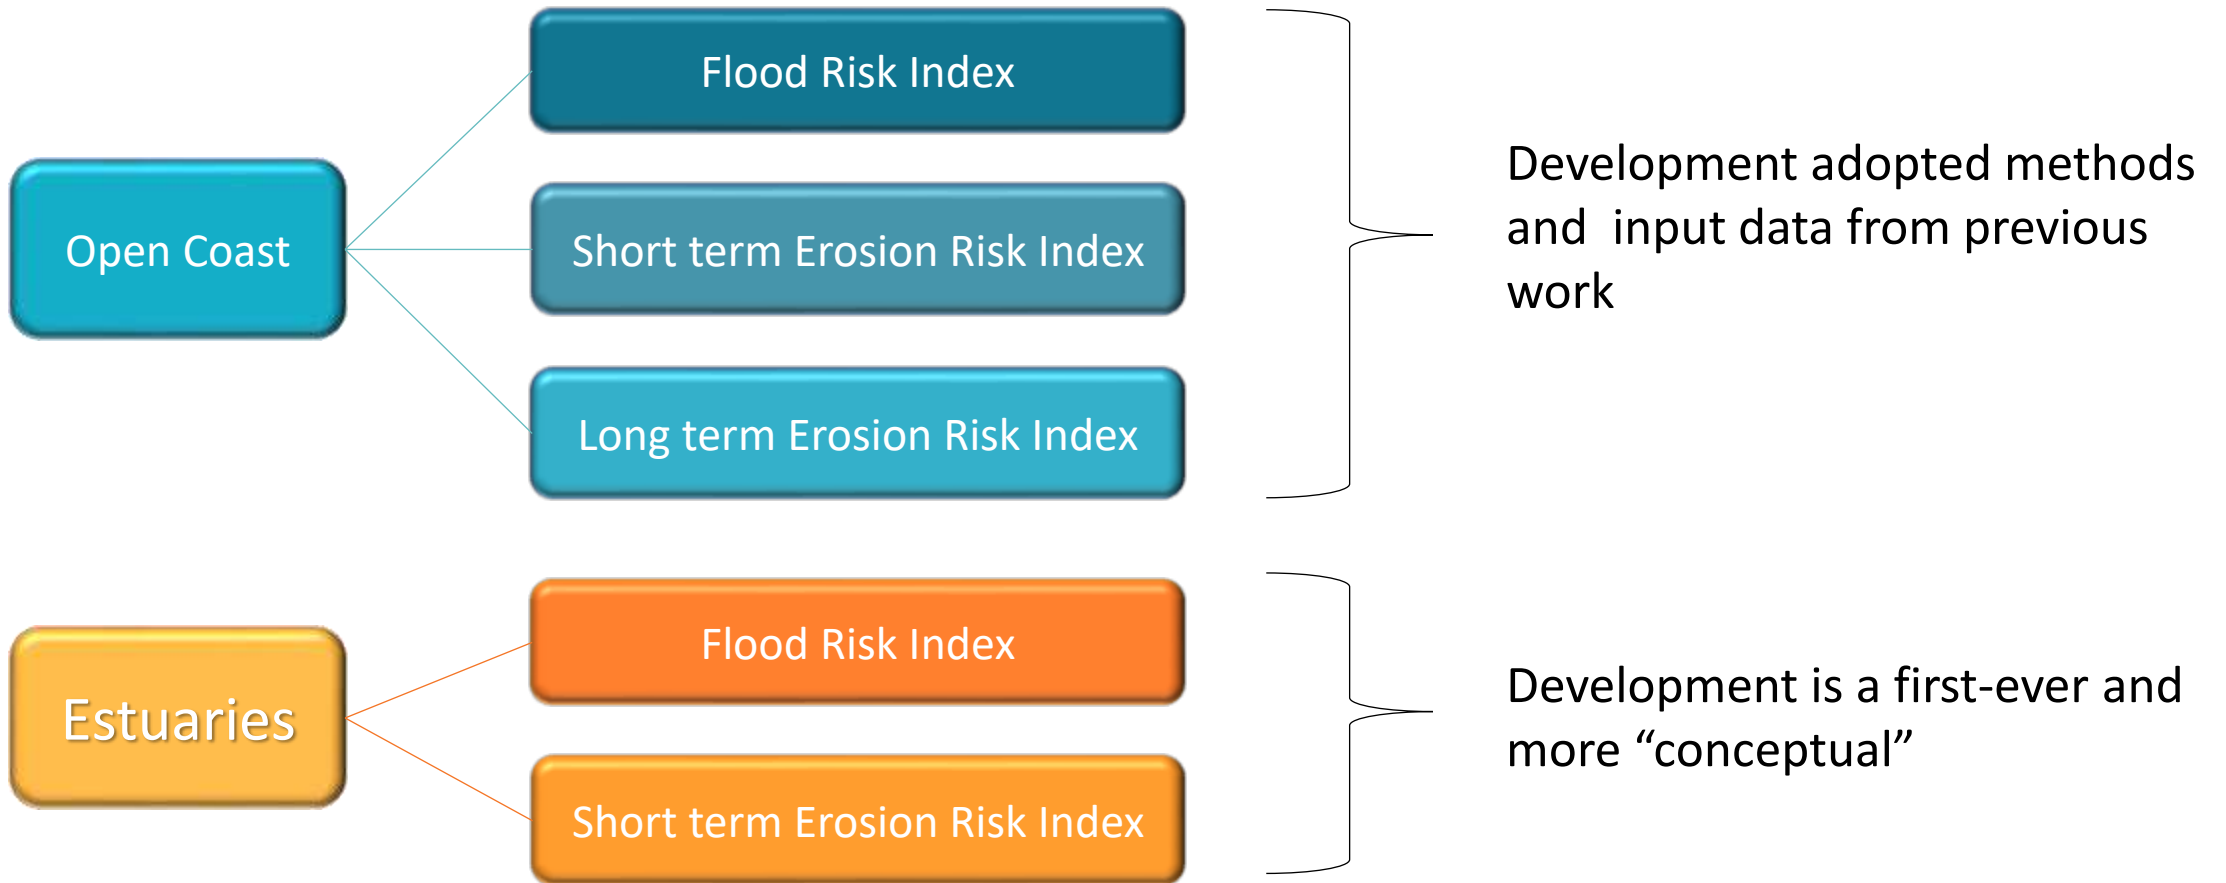 Open Coast
Flood Risk Index
Short term Erosion Risk Index
Long term Erosion Risk Index
Development adopted methods
and  input data from previous
work
Estuaries
Flood Risk Index
Short term Erosion Risk Index
Development is a first-ever and
more “conceptual”